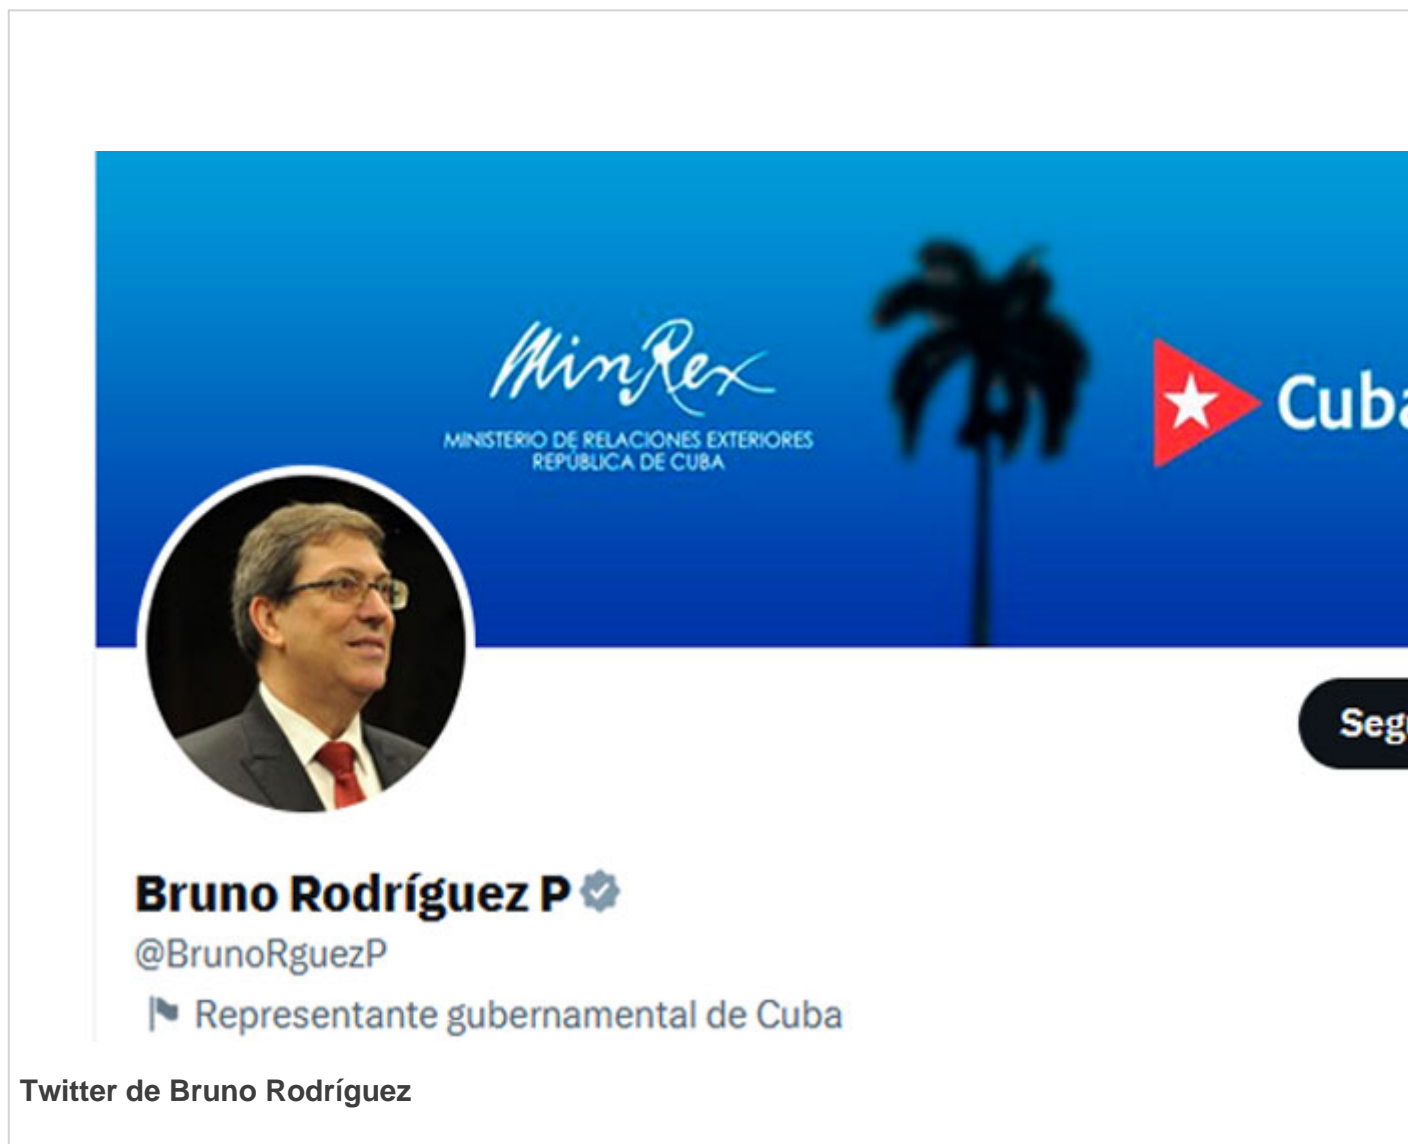 MinRex
MINISTERIO DE RELACIONES EXTERIORES
REPÚBLICA DE CUBA
Cuba
Segu
Bruno Rodríguez P
@BrunoRguezP
Representante gubernamental de Cuba
Twitter de Bruno Rodríguez